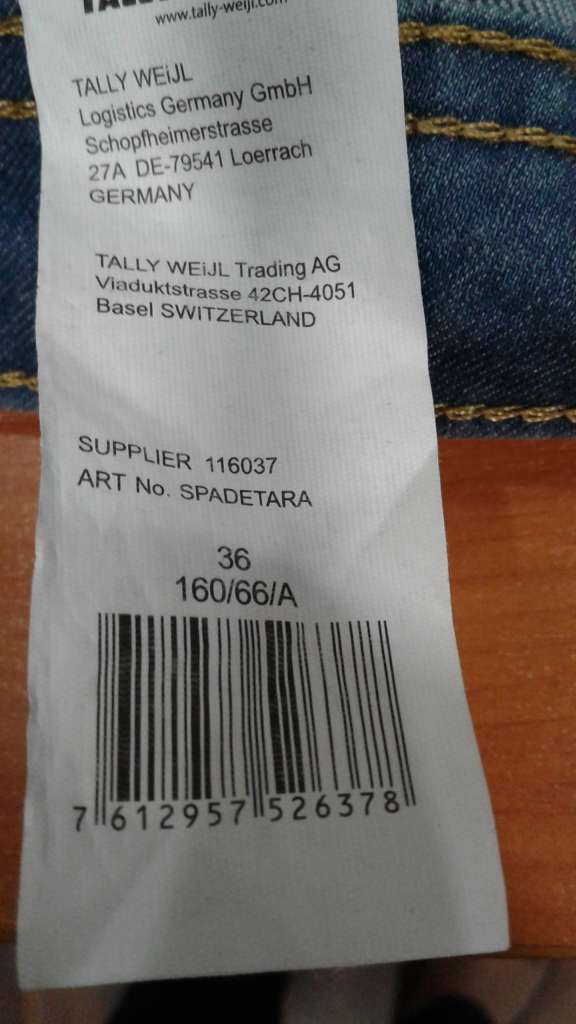 www.tally-weijl.com
TALLY WEiJL
Logistics Germany GmbH
Schopfheimerstrasse
27A DE-79541 Loerrach
GERMANY
TALLY WEiJL Trading AG
Viaduktstrasse 42CH-4051
Basel SWITZERLAND
SUPPLIER 116037
ART No. SPADETARA
36
160/66/A
7 612957 526378